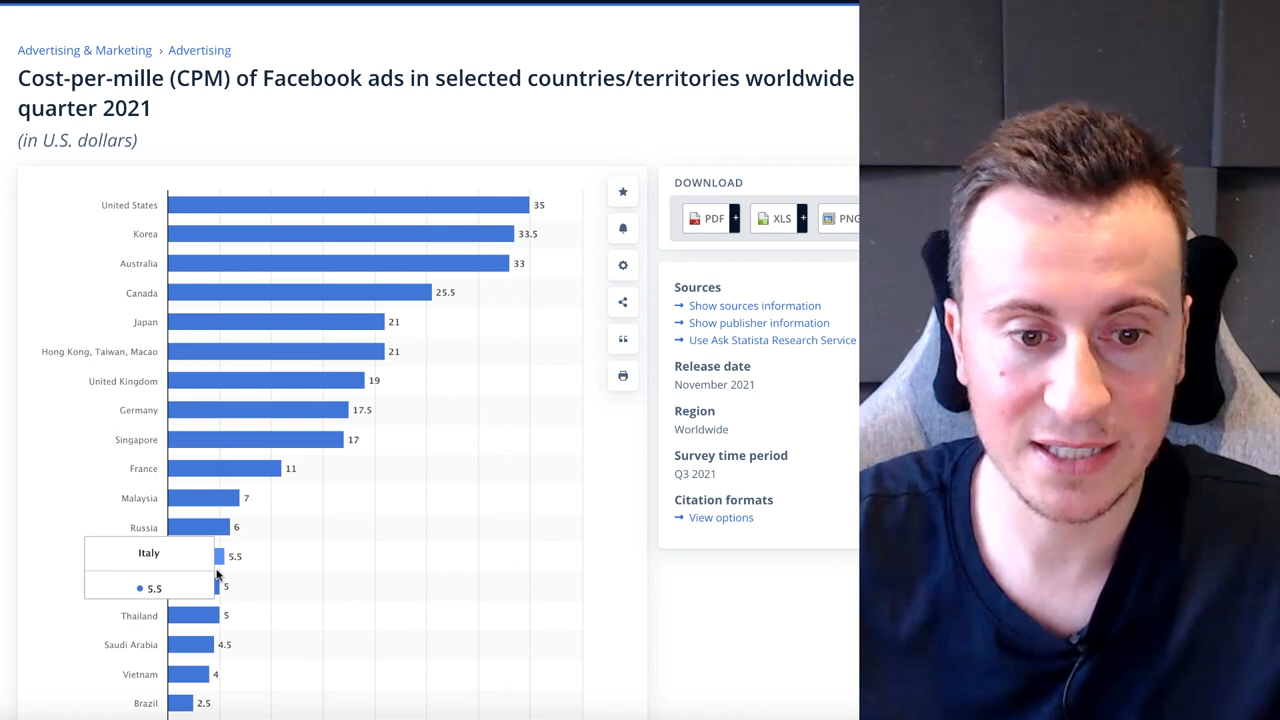 Advertising & Marketing › Advertising
Cost-per-mille (CPM) of Facebook ads in selected countries/territories worldwide
quarter 2021
(in U.S. dollars)
United States 35
Korea 33.5
Australia 33
Canada 25.5
Japan 21
Hong Kong, Taiwan, Macao 21
United Kingdom 19
Germany 17.5
Singapore 17
France 11
Malaysia 7
Russia 6
Italy 5.5
5.5 5
Thailand 5
Saudi Arabia 4.5
Vietnam 4
Brazil 2.5
DOWNLOAD
PDF +
XLS +
PNG
Sources
→ Show sources information
→ Show publisher information
→ Use Ask Statista Research Service
Release date
November 2021
Region
Worldwide
Survey time period
Q3 2021
Citation formats
→ View options